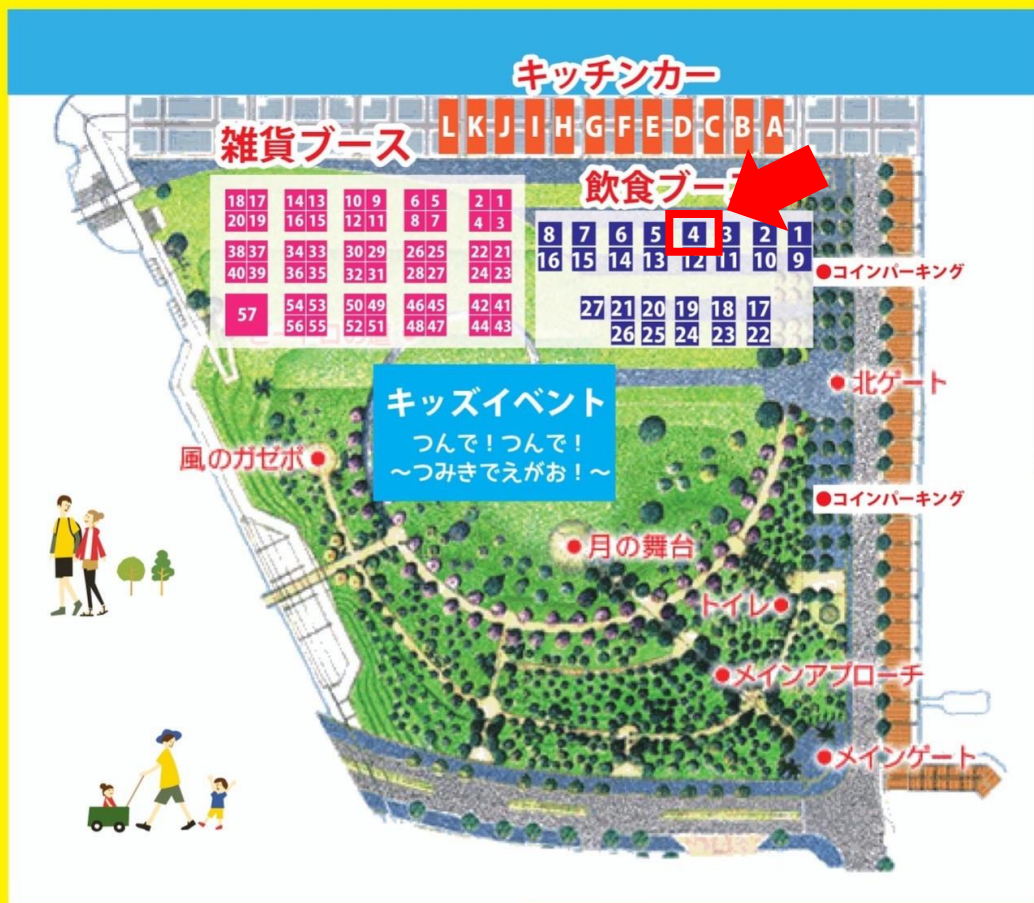 キッチンカー
L K J I H G F E D C B A
雑貨ブース
飲食ブー
18 17 14 13 10 9 6 5 2 1
20 19 16 15 12 11 8 7 4 3
38 37 34 33 30 29 26 25 22 21
40 39 36 35 32 31 28 27 24 23
57 54 53 50 49 46 45 42 41
56 55 52 51 48 47 44 43
8 7 6 5 4 3 2 1
16 15 14 13 12 11 10 9
27 21 20 19 18 17
26 25 24 23 22
コインパーキング
北ゲート
キッズイベント
つんで!つんで!
~つみきでえがお!~
風のガゼボ
コインパーキング
月の舞台
トイレ
メインアプローチ
メインゲート